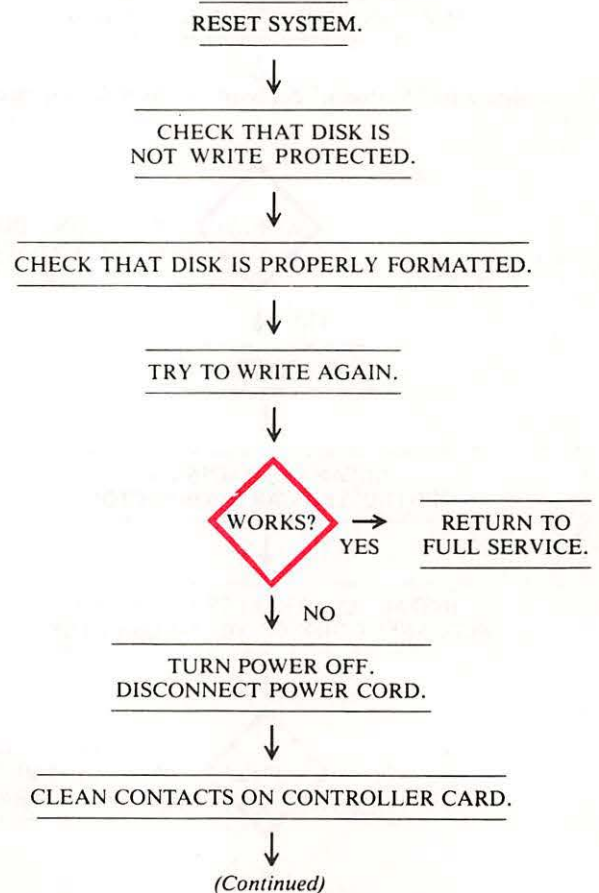 RESET SYSTEM.
CHECK THAT DISK IS
NOT WRITE PROTECTED.
CHECK THAT DISK IS PROPERLY FORMATTED.
TRY TO WRITE AGAIN.
WORKS?
YES
RETURN TO
FULL SERVICE.
NO
TURN POWER OFF.
DISCONNECT POWER CORD.
CLEAN CONTACTS ON CONTROLLER CARD.
(Continued)